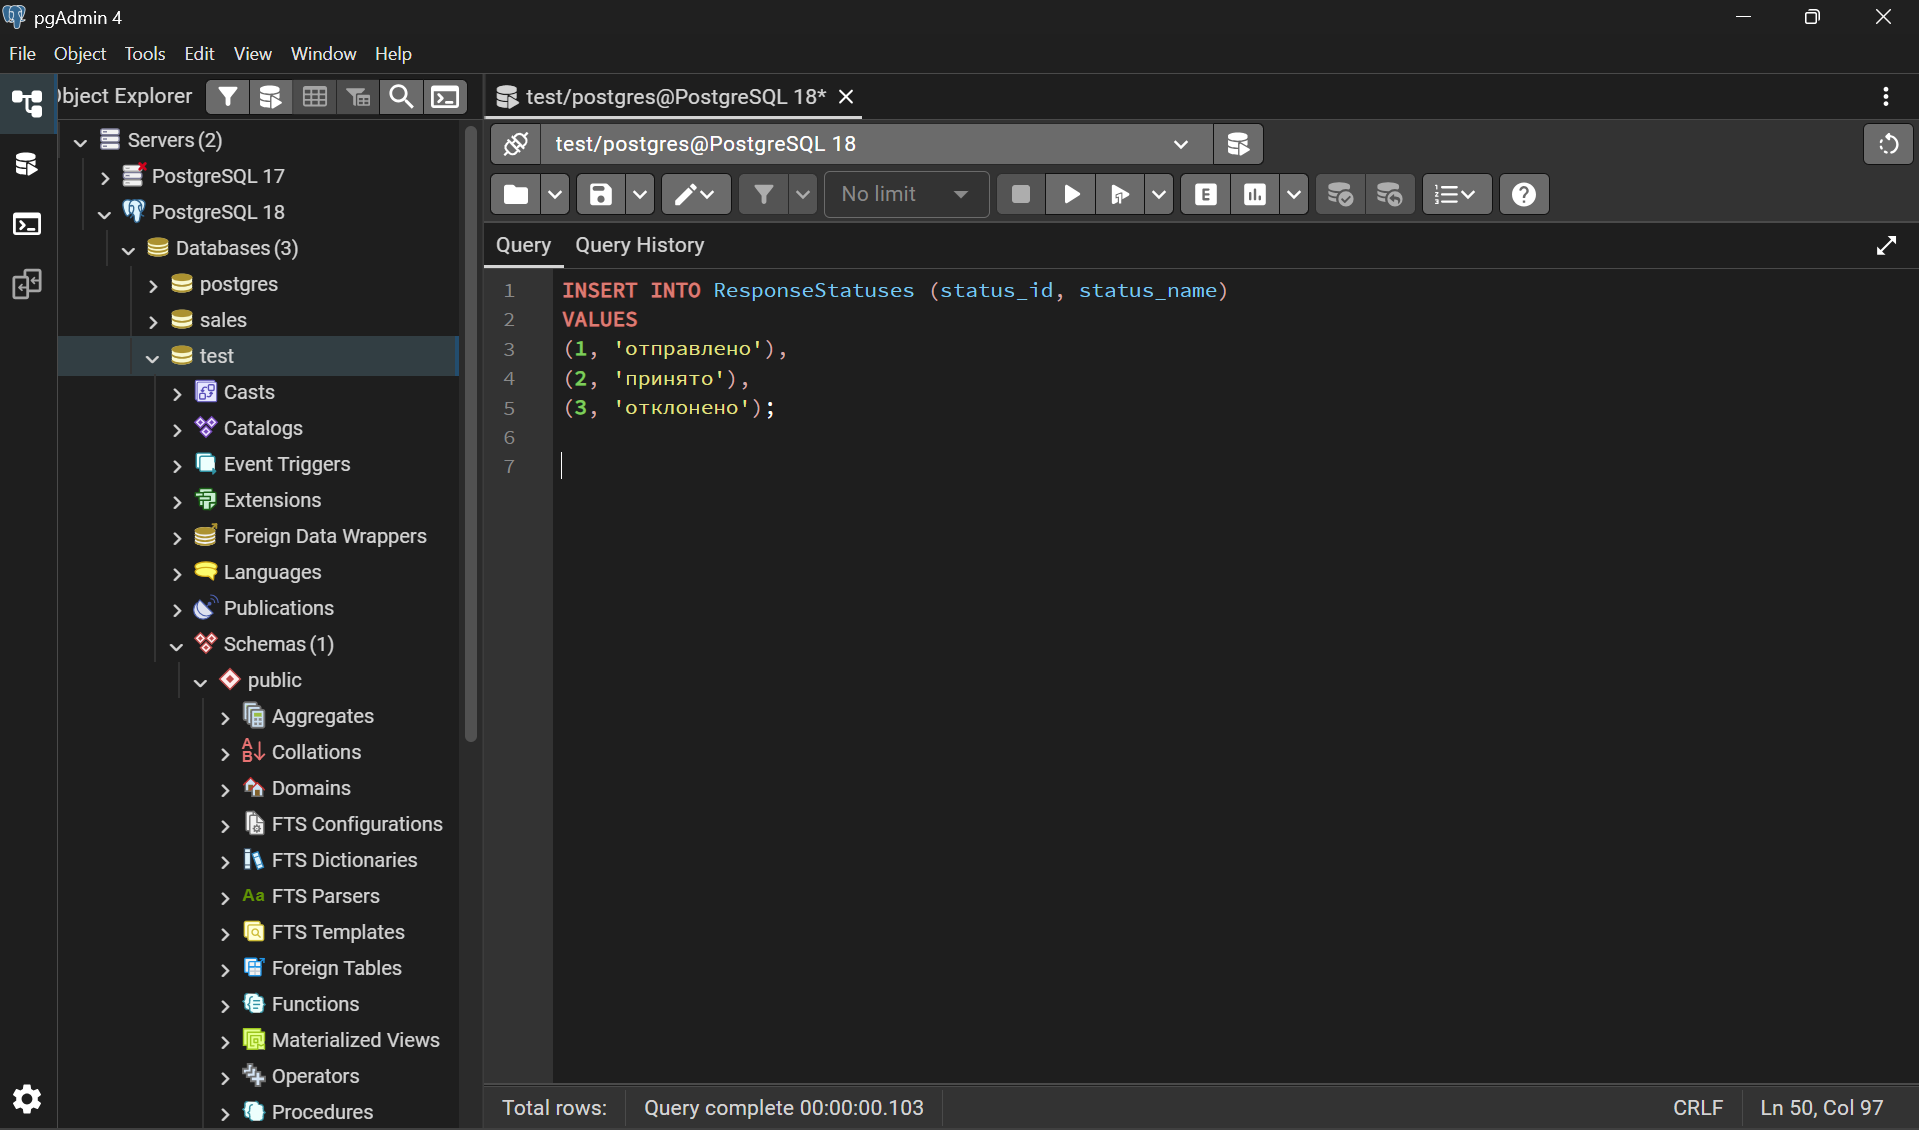 pgAdmin 4
File Object Tools Edit View Window Help
bject Explorer
test/postgres@PostgreSQL 18*
Servers (2)
test/postgres@PostgreSQL 18
PostgreSQL 17
No limit
E
PostgreSQL 18
Databases (3)
Query Query History
postgres
sales
test
Casts
Catalogs
Event Triggers
Extensions
Foreign Data Wrappers
Languages
Publications
Schemas (1)
public
Aggregates
Collations
Domains
FTS Configurations
FTS Dictionaries
Aa FTS Parsers
FTS Templates
Foreign Tables
Functions
Materialized Views
Operators
Procedures
1 INSERT INTO ResponseStatuses (status_id, status_name)
2 VALUES
3 (1, 'отправлено'),
4 (2, 'принято'),
5 (3, 'отклонено');
6
7
Total rows: Query complete 00:00:00.103 CRLF Ln 50, Col 97